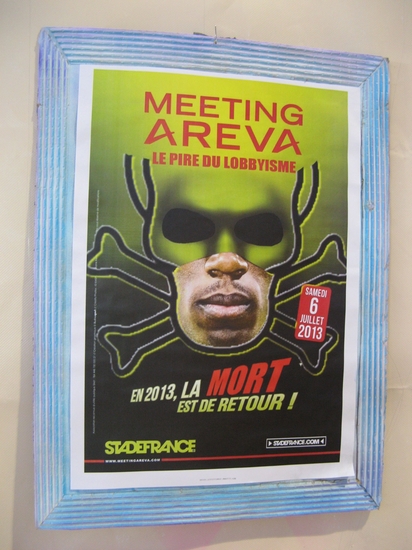 MEETING
AREVA
LE PIRE DU LOBBYISME
SAMEDI
6
JUILLET
2013
EN 2013, LA MORT
EST DE RETOUR !
STADEFRANCE
STADEFRANCE.COM
WWW.MEETINGAREVA.COM